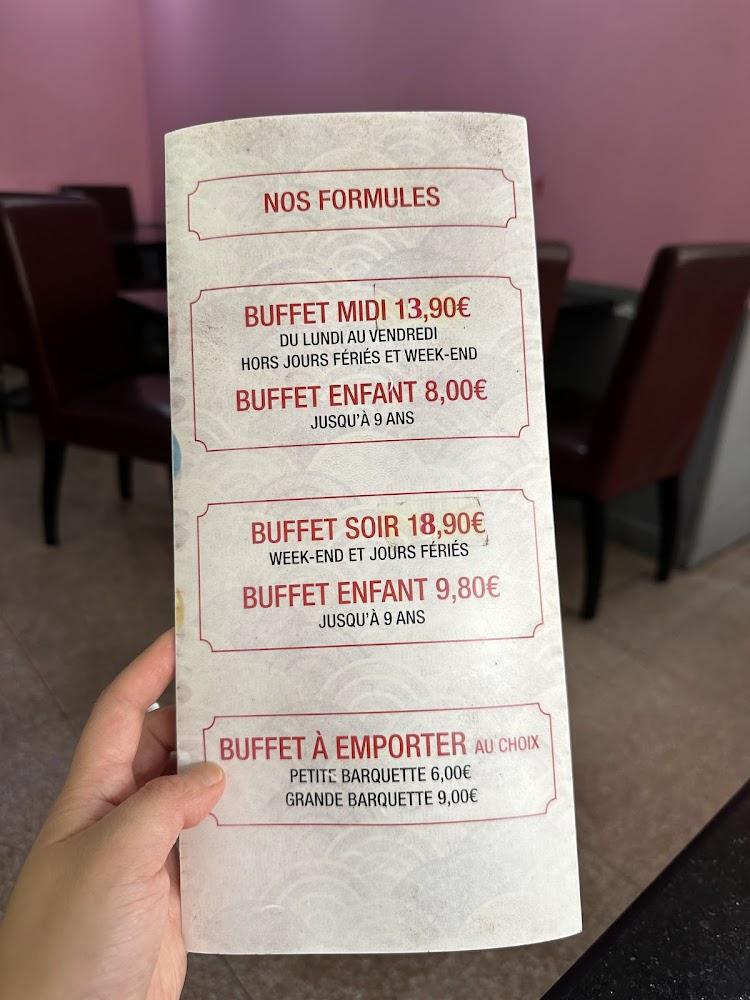 NOS FORMULES
BUFFET MIDI 13,90€
DU LUNDI AU VENDREDI
HORS JOURS FÉRIÉS ET WEEK-END
BUFFET ENFANT 8,00€
JUSQU'À 9 ANS
BUFFET SOIR 18,90€
WEEK-END ET JOURS FÉRIÉS
BUFFET ENFANT 9,80€
JUSQU'À 9 ANS
BUFFET À EMPORTER AU CHOIX
PETITE BARQUETTE 6,00€
GRANDE BARQUETTE 9,00€